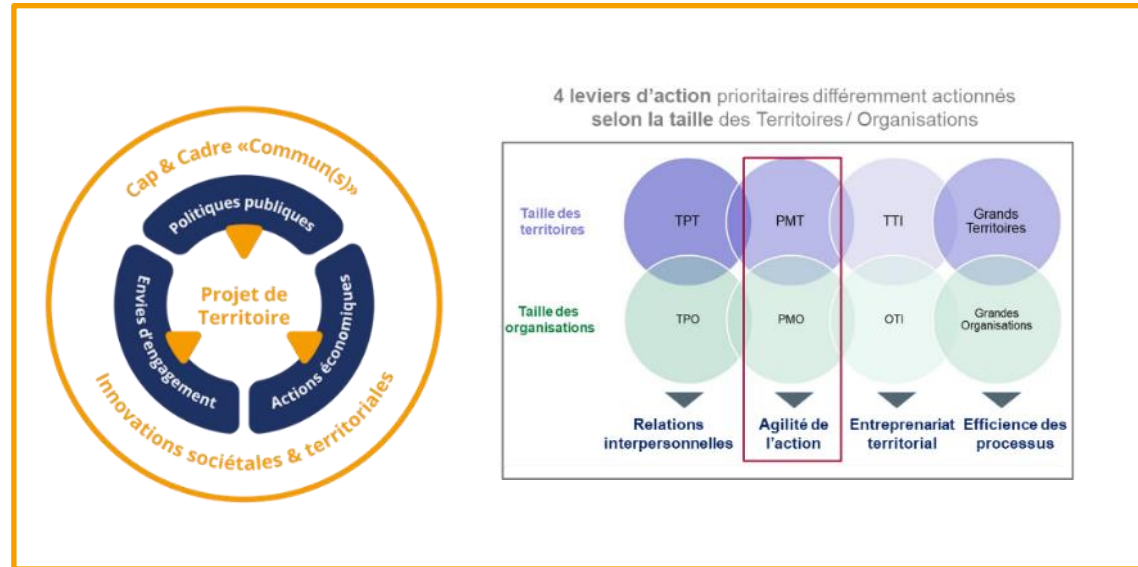 Cap & Cadre «Commun(s)»
Politiques publiques
Envies d'engagement
Actions économiques
Projet de
Territoire
Innovations sociétales & territoriales
4 leviers d'action prioritaires différemment actionnés
selon la taille des Territoires / Organisations
Taille des
territoires
TPT
PMT
TTI
Grands
Territoires
Taille des
organisations
TPO
PMO
OTI
Grandes
Organisations
Relations
interpersonnelles
Agilité de
l'action
Entreprenariat
territorial
Efficience des
processus